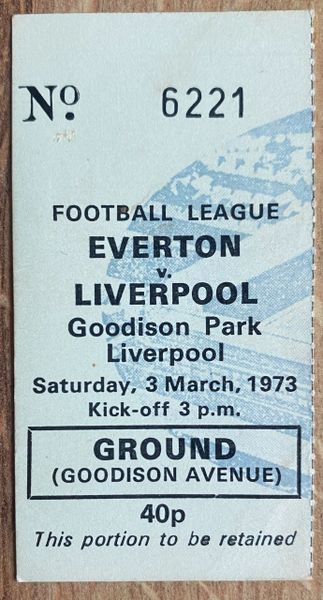 Nº 6221
FOOTBALL LEAGUE
EVERTON
v.
LIVERPOOL
Goodison Park
Liverpool
Saturday, 3 March, 1973
Kick-off 3 p.m.
GROUND
(GOODISON AVENUE)
40p
This portion to be retained